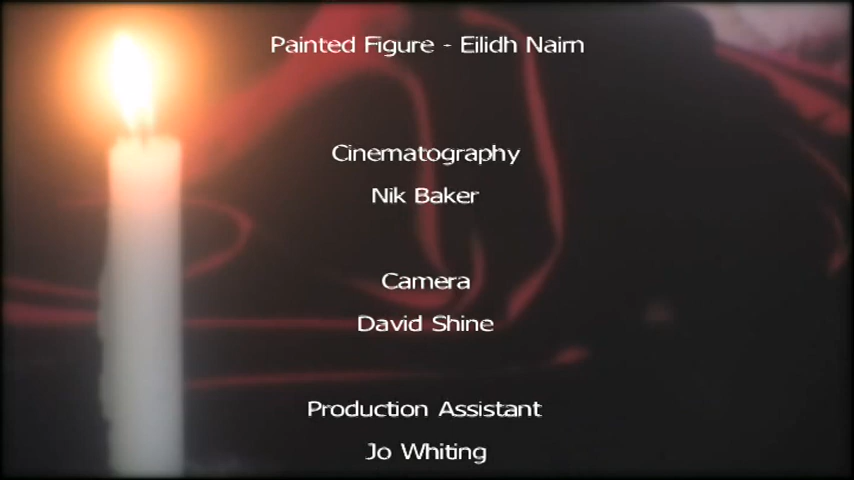 Painted Figure - Eilidh Nairn
Cinematography
Nik Baker
Camera
David Shine
Production Assistant
Jo Whiting